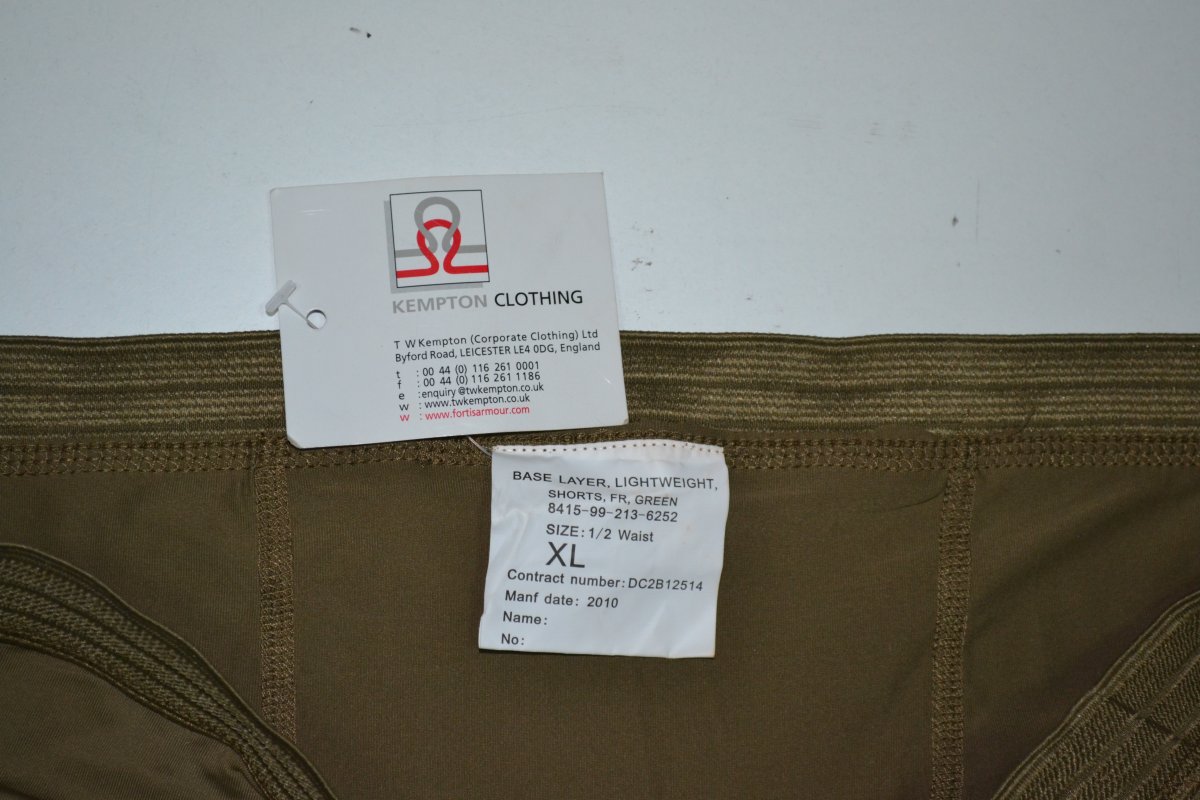 KEMPTON CLOTHING
T W Kempton (Corporate Clothing) Ltd
Byford Road, LEICESTER LE4 0DG, England
t : 00 44 (0) 116 261 0001
f : 00 44 (0) 116 261 1186
e : enquiry@twkempton.co.uk
w : www.twkempton.co.uk
w : www.fortisarmour.com
BASE LAYER, LIGHTWEIGHT,
SHORTS, FR, GREEN
8415-99-213-6252
SIZE: 1/2 Waist
XL
Contract number: DC2B12514
Manf date: 2010
Name:
No: